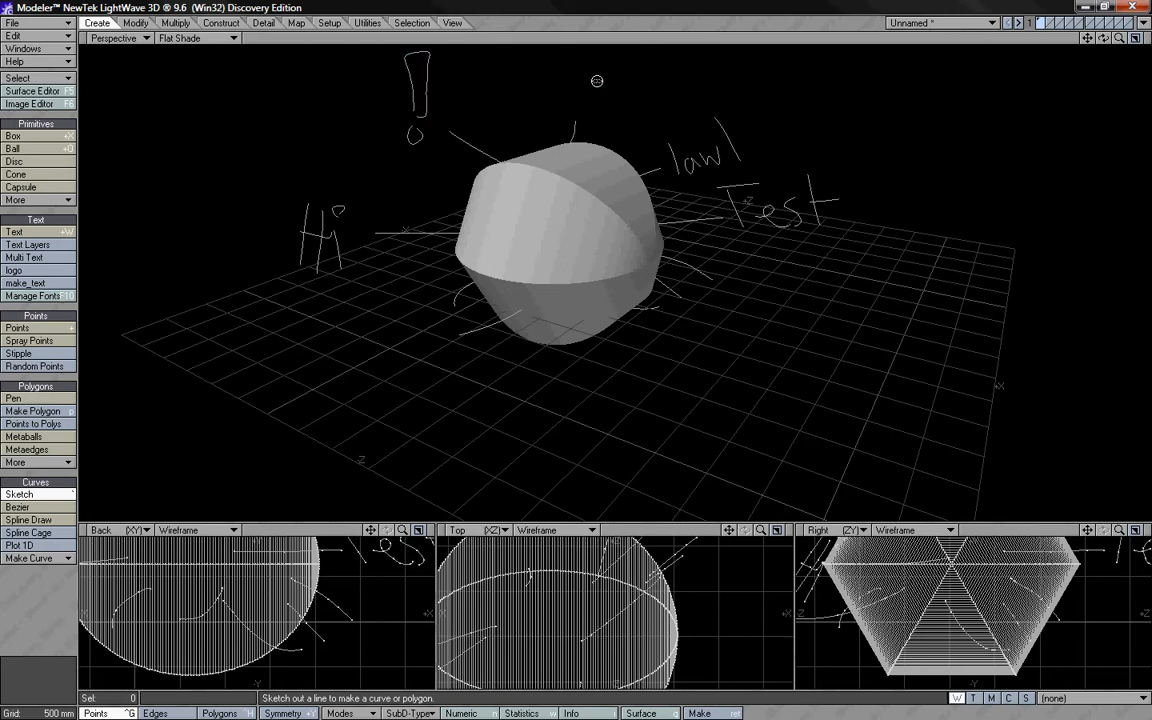 Modeler™ NewTek LightWave 3D ® 9.6 (Win32) Discovery Edition
File Create Modify Multiply Construct Detail Map Setup Utilities Selection View Unnamed * 1
Edit Perspective Flat Shade
Windows
Help
Select
Surface Editor F5
Image Editor F6
Primitives
Box +X
Ball +O
Disc
Cone
Capsule
More
Text
Text +W
Text Layers
Multi Text
logo
make_text
Manage Fonts F10
Points
Points +
Spray Points
Stipple
Random Points
Polygons
Pen
Make Polygon p
Points to Polys
Metaballs
Metaedges
More
Curves
Sketch
Bezier
Spline Draw
Spline Cage
Plot 1D
Make Curve
!
lawl
Test
Hi
X
Z
X
Z
Back (XY) Wireframe Top (XZ) Wireframe Right (ZY) Wireframe
Sel: 0 Sketch out a line to make a curve or polygon. W T M C S (none)
Grid: 500 mm Points ^G Edges Polygons ^H Symmetry +Y Modes SubD-Type Numeric n Statistics w Info i Surface q Make ret